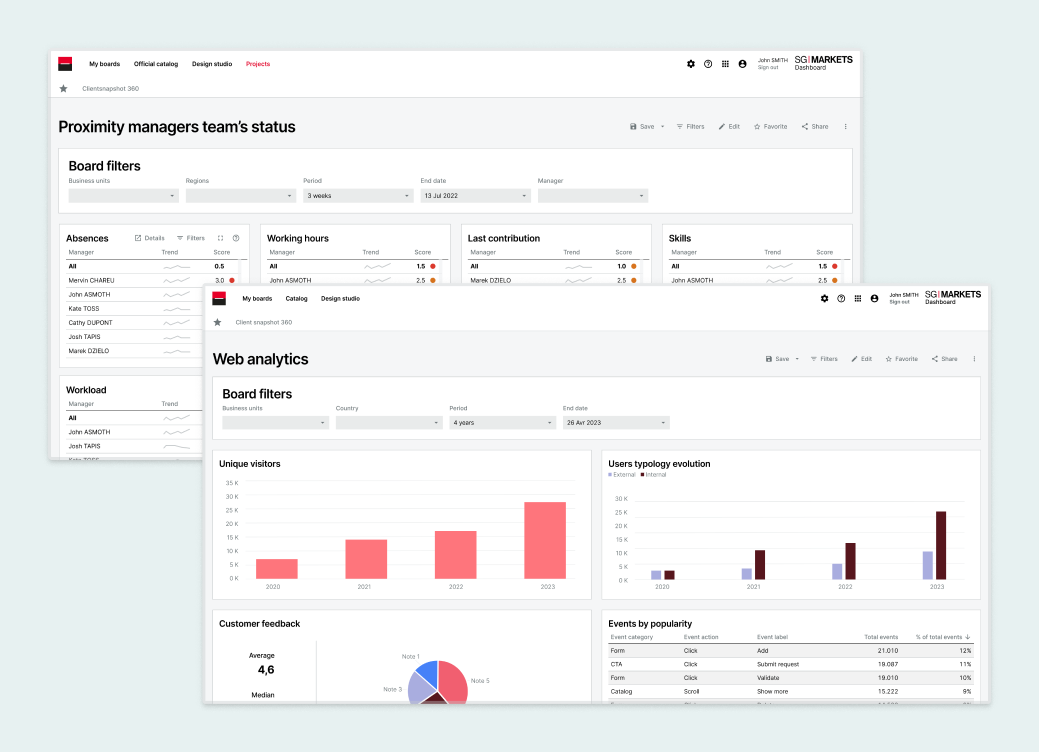 My boards Official catalog Design studio Projects
John SMITH
Sign out
SG|MARKETS
Dashboard
Clientsnapshot 360
Proximity managers team's status
Save Filters Edit Favorite Share
Board filters
Business units Regions Period End date Manager
3 weeks 13 Jul 2022
Absences Details Filters
Manager Trend Score
All 0.5
Mervin CHAREU 3.0
John ASMOTH
Kate TOSS
Cathy DUPONT
Josh TAPIS
Marek DZIELO
Working hours
Manager Trend Score
All 1.5
John ASMOTH 2.5
Last contribution
Manager Trend Score
All 1.0
Marek DZIELO 2.5
Skills
Manager Trend Score
All 1.5
John ASMOTH 2.5
Workload
Manager Trend
All
John ASMOTH
Josh TAPIS
Kate TOSS
My boards Catalog Design studio
John SMITH
Sign out
SG|MARKETS
Dashboard
Client snapshot 360
Web analytics
Save Filters Edit Favorite Share
Board filters
Business units Country Period End date
4 years 26 Avr 2023
Unique visitors
35 K
30 K
25 K
20 K
15 K
10 K
5 K
0 K
2020 2021 2022 2023
Users typology evolution
External Internal
30 K
25 K
20 K
15 K
10 K
5 K
0 K
2020 2021 2022 2023
Customer feedback
Average
4,6
Median
Note 1
Note 5
Note 3
Events by popularity
Event category Event action Event label Total events % of total events
Form Click Add 21.010 12%
CTA Click Submit request 19.087 11%
Form Click Validate 19.010 10%
Catalog Scroll Show more 15.222 9%